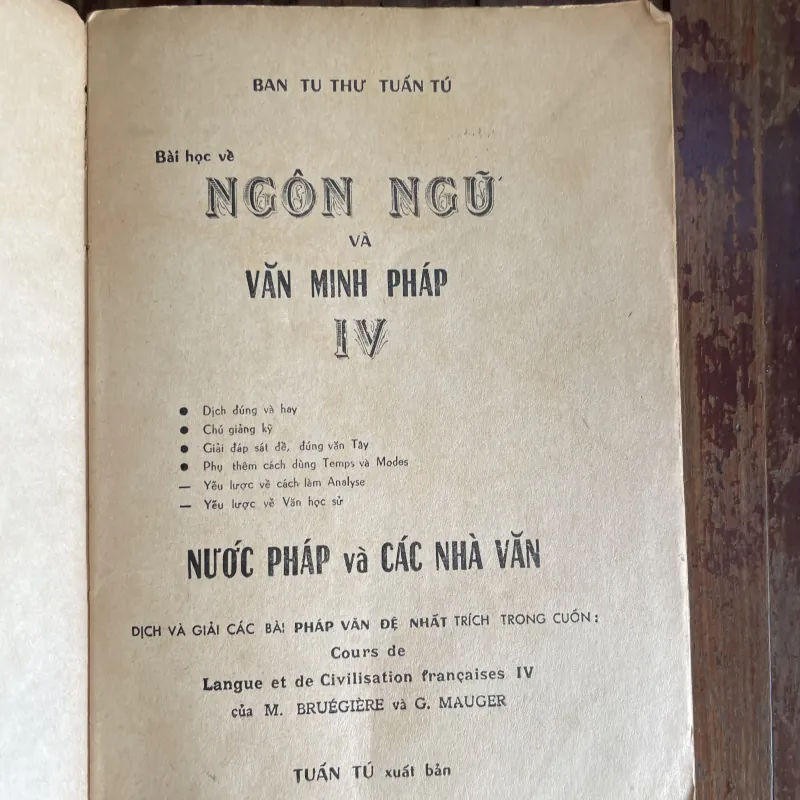 BAN TU THƯ TUẤN TÚ
Bài học về
NGÔN NGỮ
VÀ
VĂN MINH PHÁP
IV
● Dịch đúng và hay
● Chú giảng kỹ
● Giải đáp sát đề, đúng văn Tây
● Phụ thêm cách dùng Temps và Modes
— Yếu lược về cách làm Analyse
— Yếu lược về Văn học sử
NƯỚC PHÁP và CÁC NHÀ VĂN
DỊCH VÀ GIẢI CÁC BÀI PHÁP VĂN ĐỆ NHẤT TRÍCH TRONG CUỐN :
Cours de
Langue et de Civilisation françaises IV
của M. BRUÉGIÈRE và G. MAUGER
TUẤN TÚ xuất bản